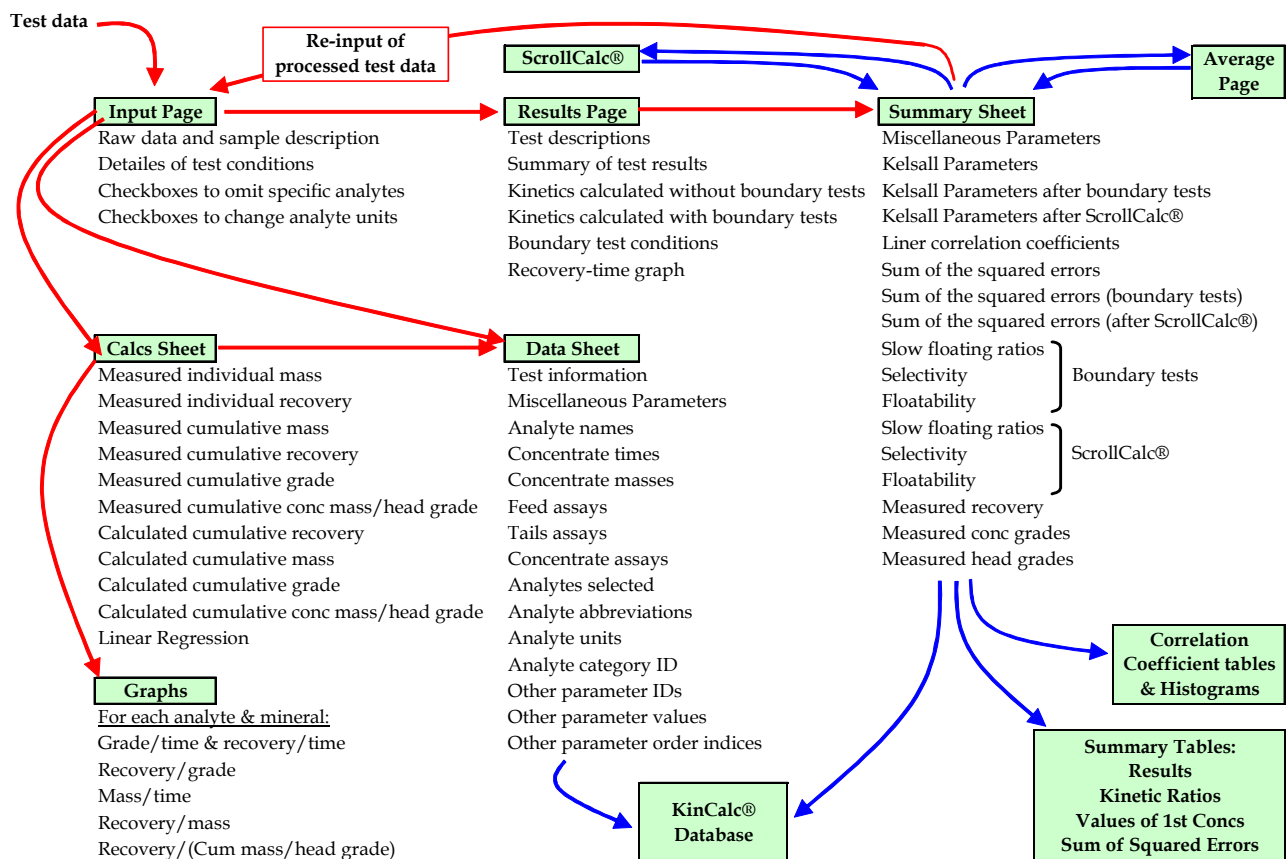 Test data
Re-input of
processed test data
ScrollCalc®
Average
Page
Input Page
Raw data and sample description
Detailes of test conditions
Checkboxes to omit specific analytes
Checkboxes to change analyte units
Results Page
Test descriptions
Summary of test results
Kinetics calculated without boundary tests
Kinetics calculated with boundary tests
Boundary test conditions
Recovery-time graph
Summary Sheet
Miscellaneous Parameters
Kelsall Parameters
Kelsall Parameters after boundary tests
Kelsall Parameters after ScrollCalc®
Liner correlation coefficients
Sum of the squared errors
Sum of the squared errors (boundary tests)
Sum of the squared errors (after ScrollCalc®)
Slow floating ratios
Selectivity
Floatability
Boundary tests
Slow floating ratios
Selectivity
Floatability
ScrollCalc®
Measured recovery
Measured conc grades
Measured head grades
Calcs Sheet
Measured individual mass
Measured individual recovery
Measured cumulative mass
Measured cumulative recovery
Measured cumulative grade
Measured cumulative conc mass/head grade
Calculated cumulative recovery
Calculated cumulative mass
Calculated cumulative grade
Calculated cumulative conc mass/head grade
Linear Regression
Data Sheet
Test information
Miscellaneous Parameters
Analyte names
Concentrate times
Concentrate masses
Feed assays
Tails assays
Concentrate assays
Analytes selected
Analyte abbreviations
Analyte units
Analyte category ID
Other parameter IDs
Other parameter values
Other parameter order indices
Graphs
For each analyte & mineral:
Grade/time & recovery/time
Recovery/grade
Mass/time
Recovery/mass
Recovery/(Cum mass/head grade)
KinCalc®
Database
Correlation
Coefficient tables
& Histograms
Summary Tables:
Results
Kinetic Ratios
Values of 1st Concs
Sum of Squared Errors